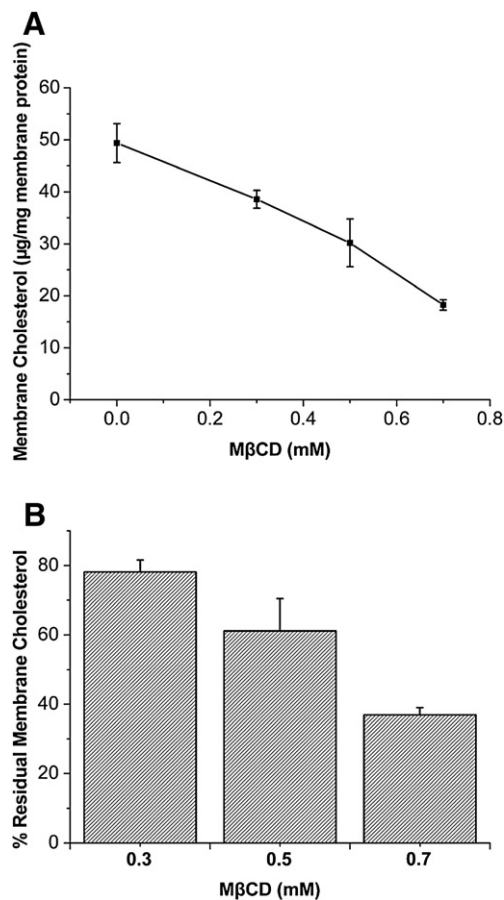 A
Membrane Cholesterol (µg/mg membrane protein)
60
50
40
30
20
10
0
0.0 0.2 0.4 0.6 0.8
MβCD (mM)
B
% Residual Membrane Cholesterol
80
60
40
20
0
0.3 0.5 0.7
MβCD (mM)